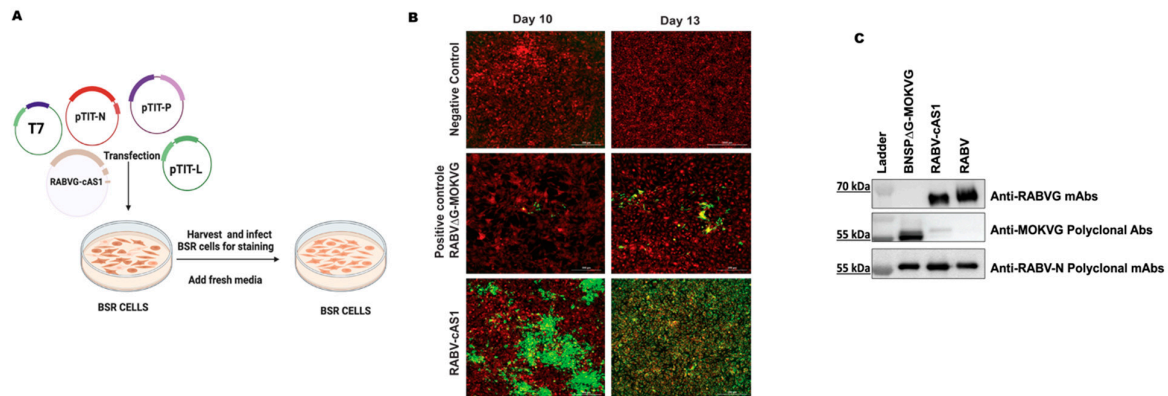 A
T7
pTIT-N
pTIT-P
RABVG-cAS1
Transfection
pTIT-L
Harvest and infect
BSR cells for staining
Add fresh media
BSR CELLS
BSR CELLS
B
Day 10
Day 13
Negative Control
Positive controle
RABVΔG-MOKVG
RABV-cAS1
C
Ladder
BNSPΔG-MOKVG
RABV-cAS1
RABV
70 kDa
Anti-RABVG mAbs
55 kDa
Anti-MOKVG Polyclonal Abs
55 kDa
Anti-RABV-N Polyclonal mAbs